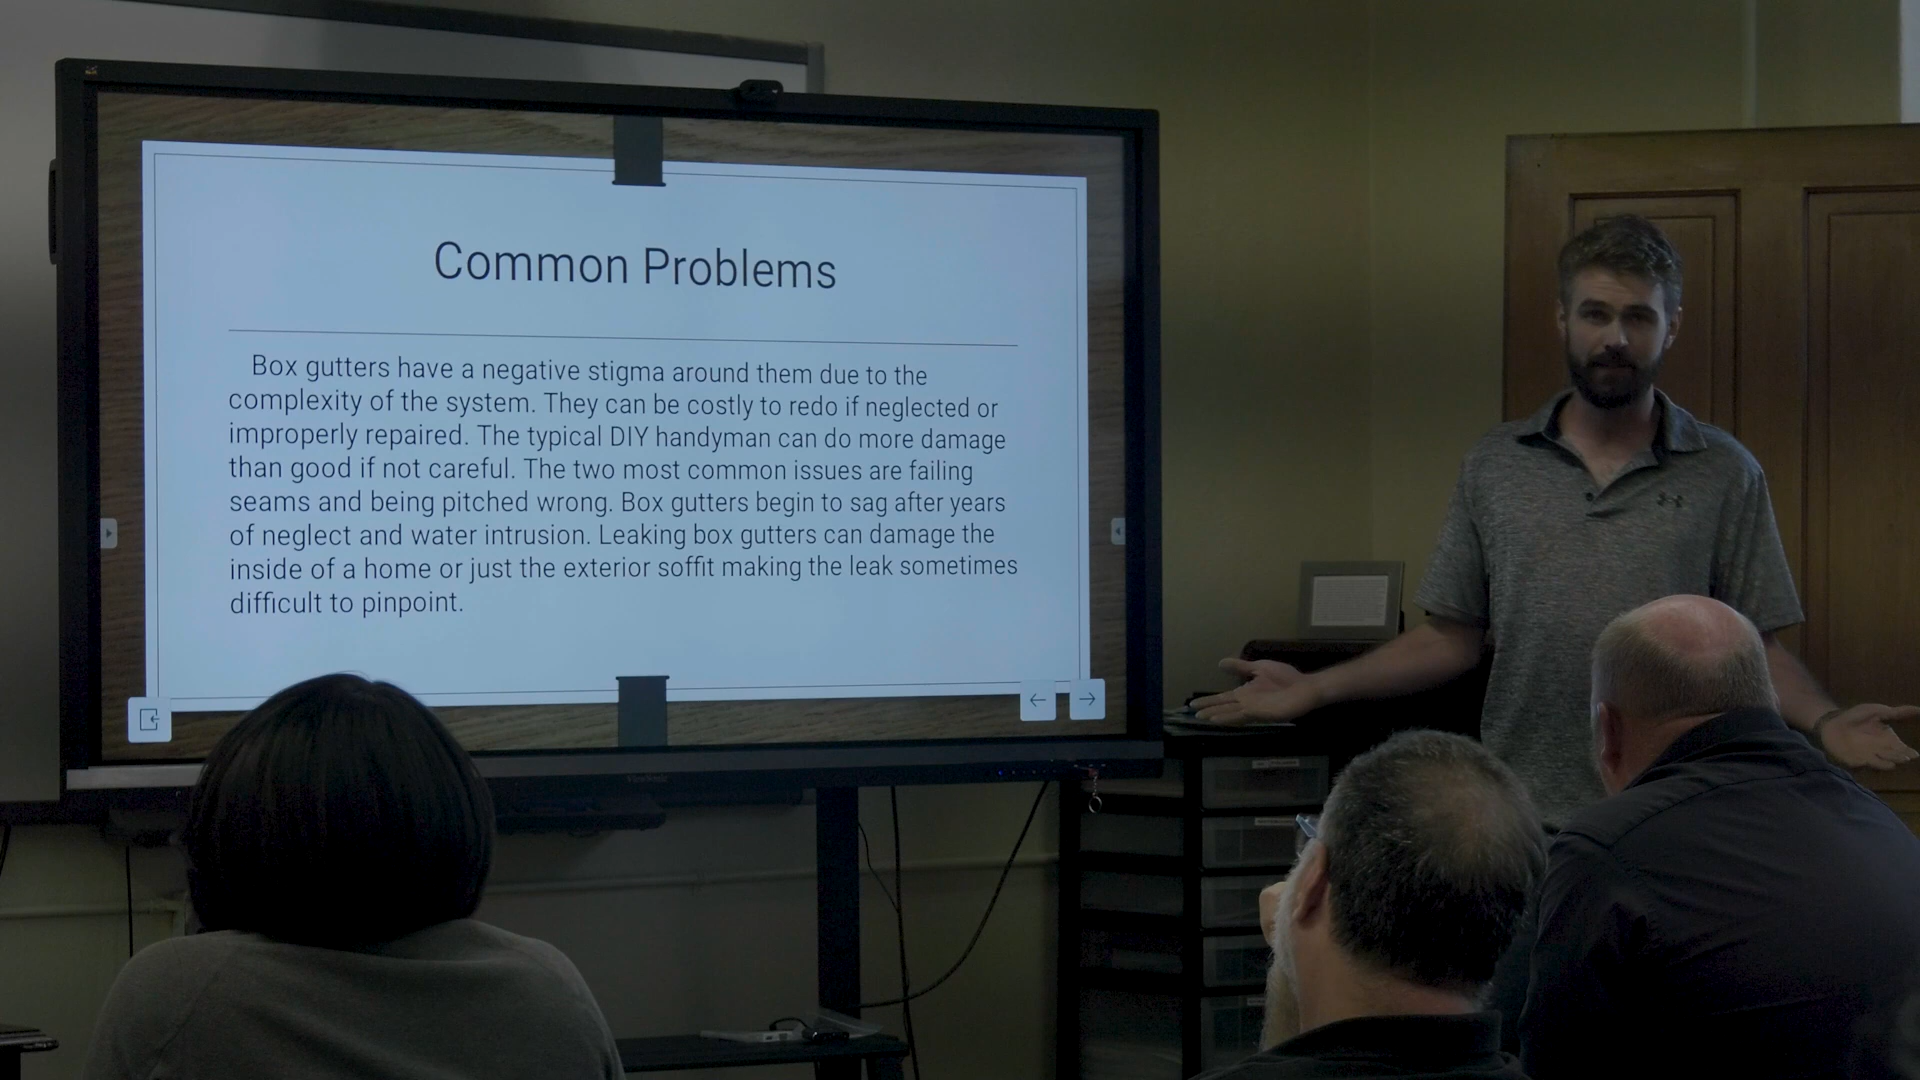 Common Problems
Box gutters have a negative stigma around them due to the
complexity of the system. They can be costly to redo if neglected or
improperly repaired. The typical DIY handyman can do more damage
than good if not careful. The two most common issues are failing
seams and being pitched wrong. Box gutters begin to sag after years
of neglect and water intrusion. Leaking box gutters can damage the
inside of a home or just the exterior soffit making the leak sometimes
difficult to pinpoint.
ViewSonic